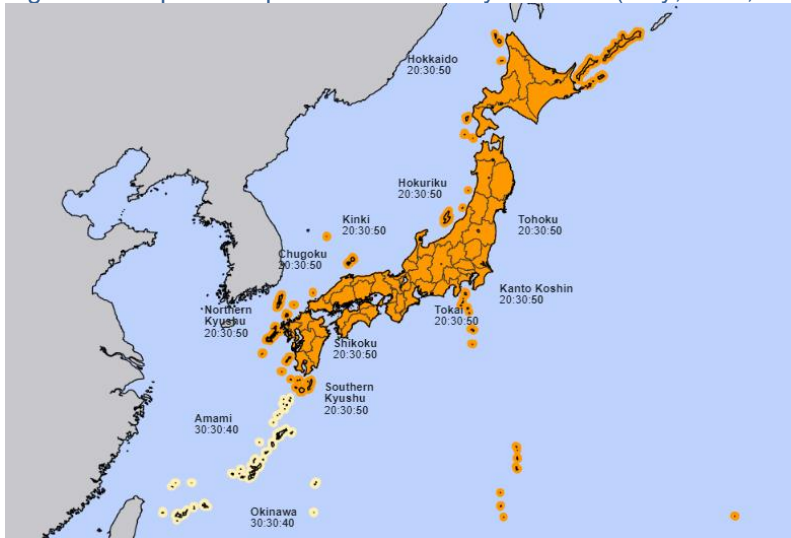 Hokkaido
20:30:50
Hokuriku
20:30:50
Kinki
20:30:50
Tohoku
20:30:50
Chugoku
20:30:50
Kanto Koshin
20:30:50
Northern
Kyushu
20:30:50
Tokai
20:30:50
Shikoku
20:30:50
Southern
Kyushu
20:30:50
Amami
30:30:40
Okinawa
30:30:40